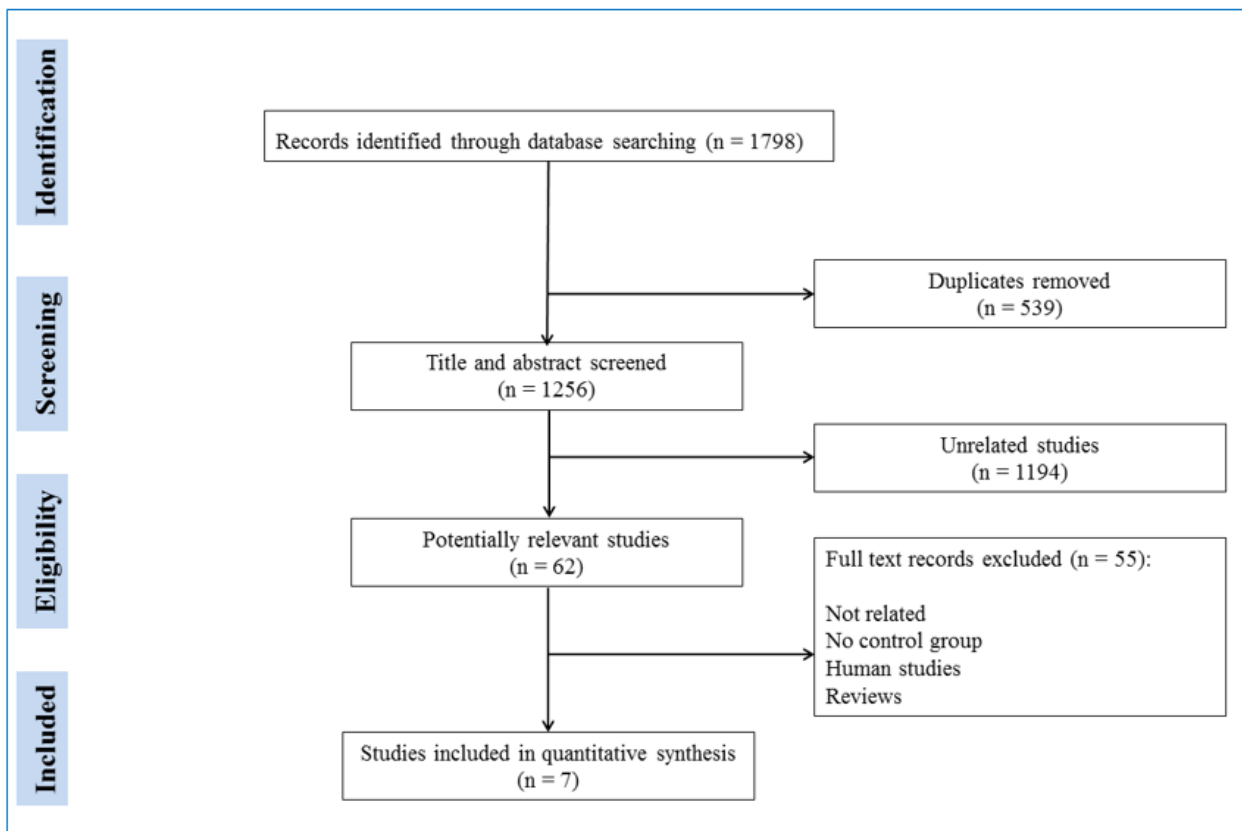 Identification
Records identified through database searching (n = 1798)
Duplicates removed
(n = 539)
Screening
Title and abstract screened
(n = 1256)
Unrelated studies
(n = 1194)
Eligibility
Potentially relevant studies
(n = 62)
Full text records excluded (n = 55):
Not related
No control group
Human studies
Reviews
Included
Studies included in quantitative synthesis
(n = 7)